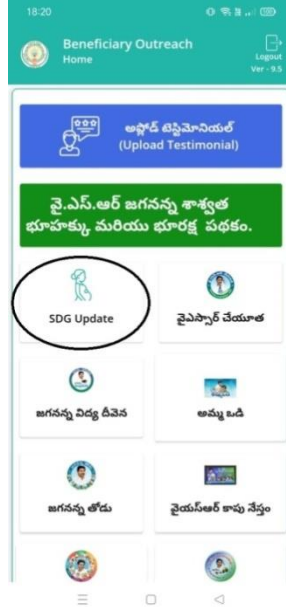 18:20
Beneficiary Outreach
Home
Logout
Ver - 9.5
అప్లోడ్ టెస్టిమోనియల్
(Upload Testimonial)
వై.ఎస్.ఆర్ జగనన్న శాశ్వత
భూహక్కు మరియు భూరక్ష పథకం.
SDG Update
వైఎస్సార్ చేయూత
జగనన్న విద్య దీవెన
అమ్మ ఒడి
జగనన్న తోడు
వైయస్ఆర్ కాపు నేస్తం